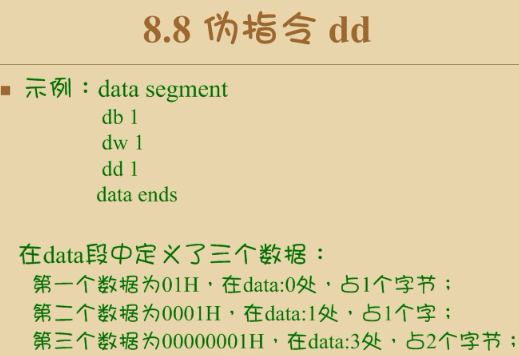 8.8 伪指令 dd
示例：data segment
db 1
dw 1
dd 1
data ends
在data段中定义了三个数据：
第一个数据为01H，在data:0处，占1个字节；
第二个数据为0001H，在data:1处，占1个字；
第三个数据为00000001H，在data:3处，占2个字节；